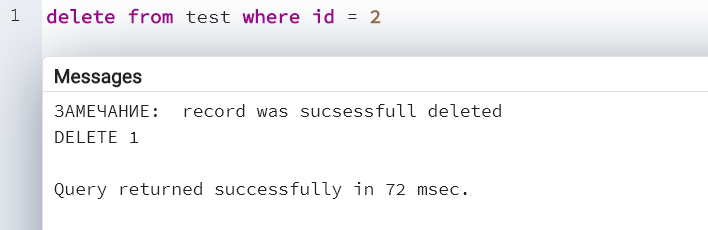 1 delete from test where id = 2
Messages
ЗАМЕЧАНИЕ:  record was sucsessfull deleted
DELETE 1
Query returned successfully in 72 msec.